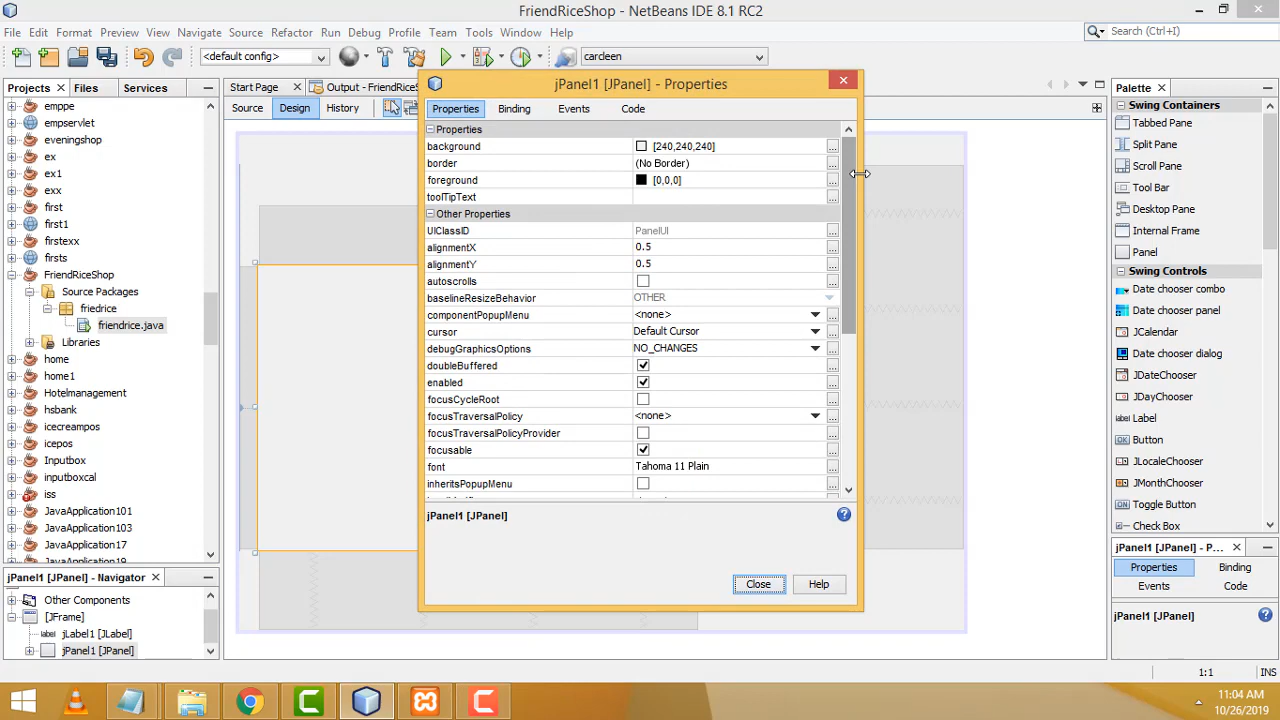 FriendRiceShop - NetBeans IDE 8.1 RC2
File Edit Format Preview View Navigate Source Refactor Run Debug Profile Team Tools Window Help
Search (Ctrl+I)
<default config>
cardeen
Projects
Files
Services
Start Page
Output - FriendRiceSh
Source
Design
History
emppe
empservlet
eveningshop
ex
ex1
exx
first
first1
firstexx
firsts
FriendRiceShop
Source Packages
friedrice
friendrice.java
Libraries
home
home1
Hotelmanagement
hsbank
icecreampos
icepos
Inputbox
inputboxcal
iss
JavaApplication101
JavaApplication103
JavaApplication17
JavaApplication19
jPanel1 [JPanel] - Navigator
Other Components
[JFrame]
jLabel1 [JLabel]
jPanel1 [JPanel]
jPanel1 [JPanel] - Properties
Properties
Binding
Events
Code
Properties
background [240,240,240]
border (No Border)
foreground [0,0,0]
toolTipText
Other Properties
UIClassID PanelUI
alignmentX 0.5
alignmentY 0.5
autoscrolls
baselineResizeBehavior OTHER
componentPopupMenu <none>
cursor Default Cursor
debugGraphicsOptions NO_CHANGES
doubleBuffered
enabled
focusCycleRoot
focusTraversalPolicy <none>
focusTraversalPolicyProvider
focusable
font Tahoma 11 Plain
inheritsPopupMenu
jPanel1 [JPanel]
Close
Help
Palette
Swing Containers
Tabbed Pane
Split Pane
Scroll Pane
Tool Bar
Desktop Pane
Internal Frame
Panel
Swing Controls
Date chooser combo
Date chooser panel
JCalendar
Date chooser dialog
JDateChooser
JDayChooser
Label
Button
JLocaleChooser
JMonthChooser
Toggle Button
Check Box
jPanel1 [JPanel] - P...
Properties
Binding
Events
Code
jPanel1 [JPanel]
1:1
INS
11:04 AM
10/26/2019